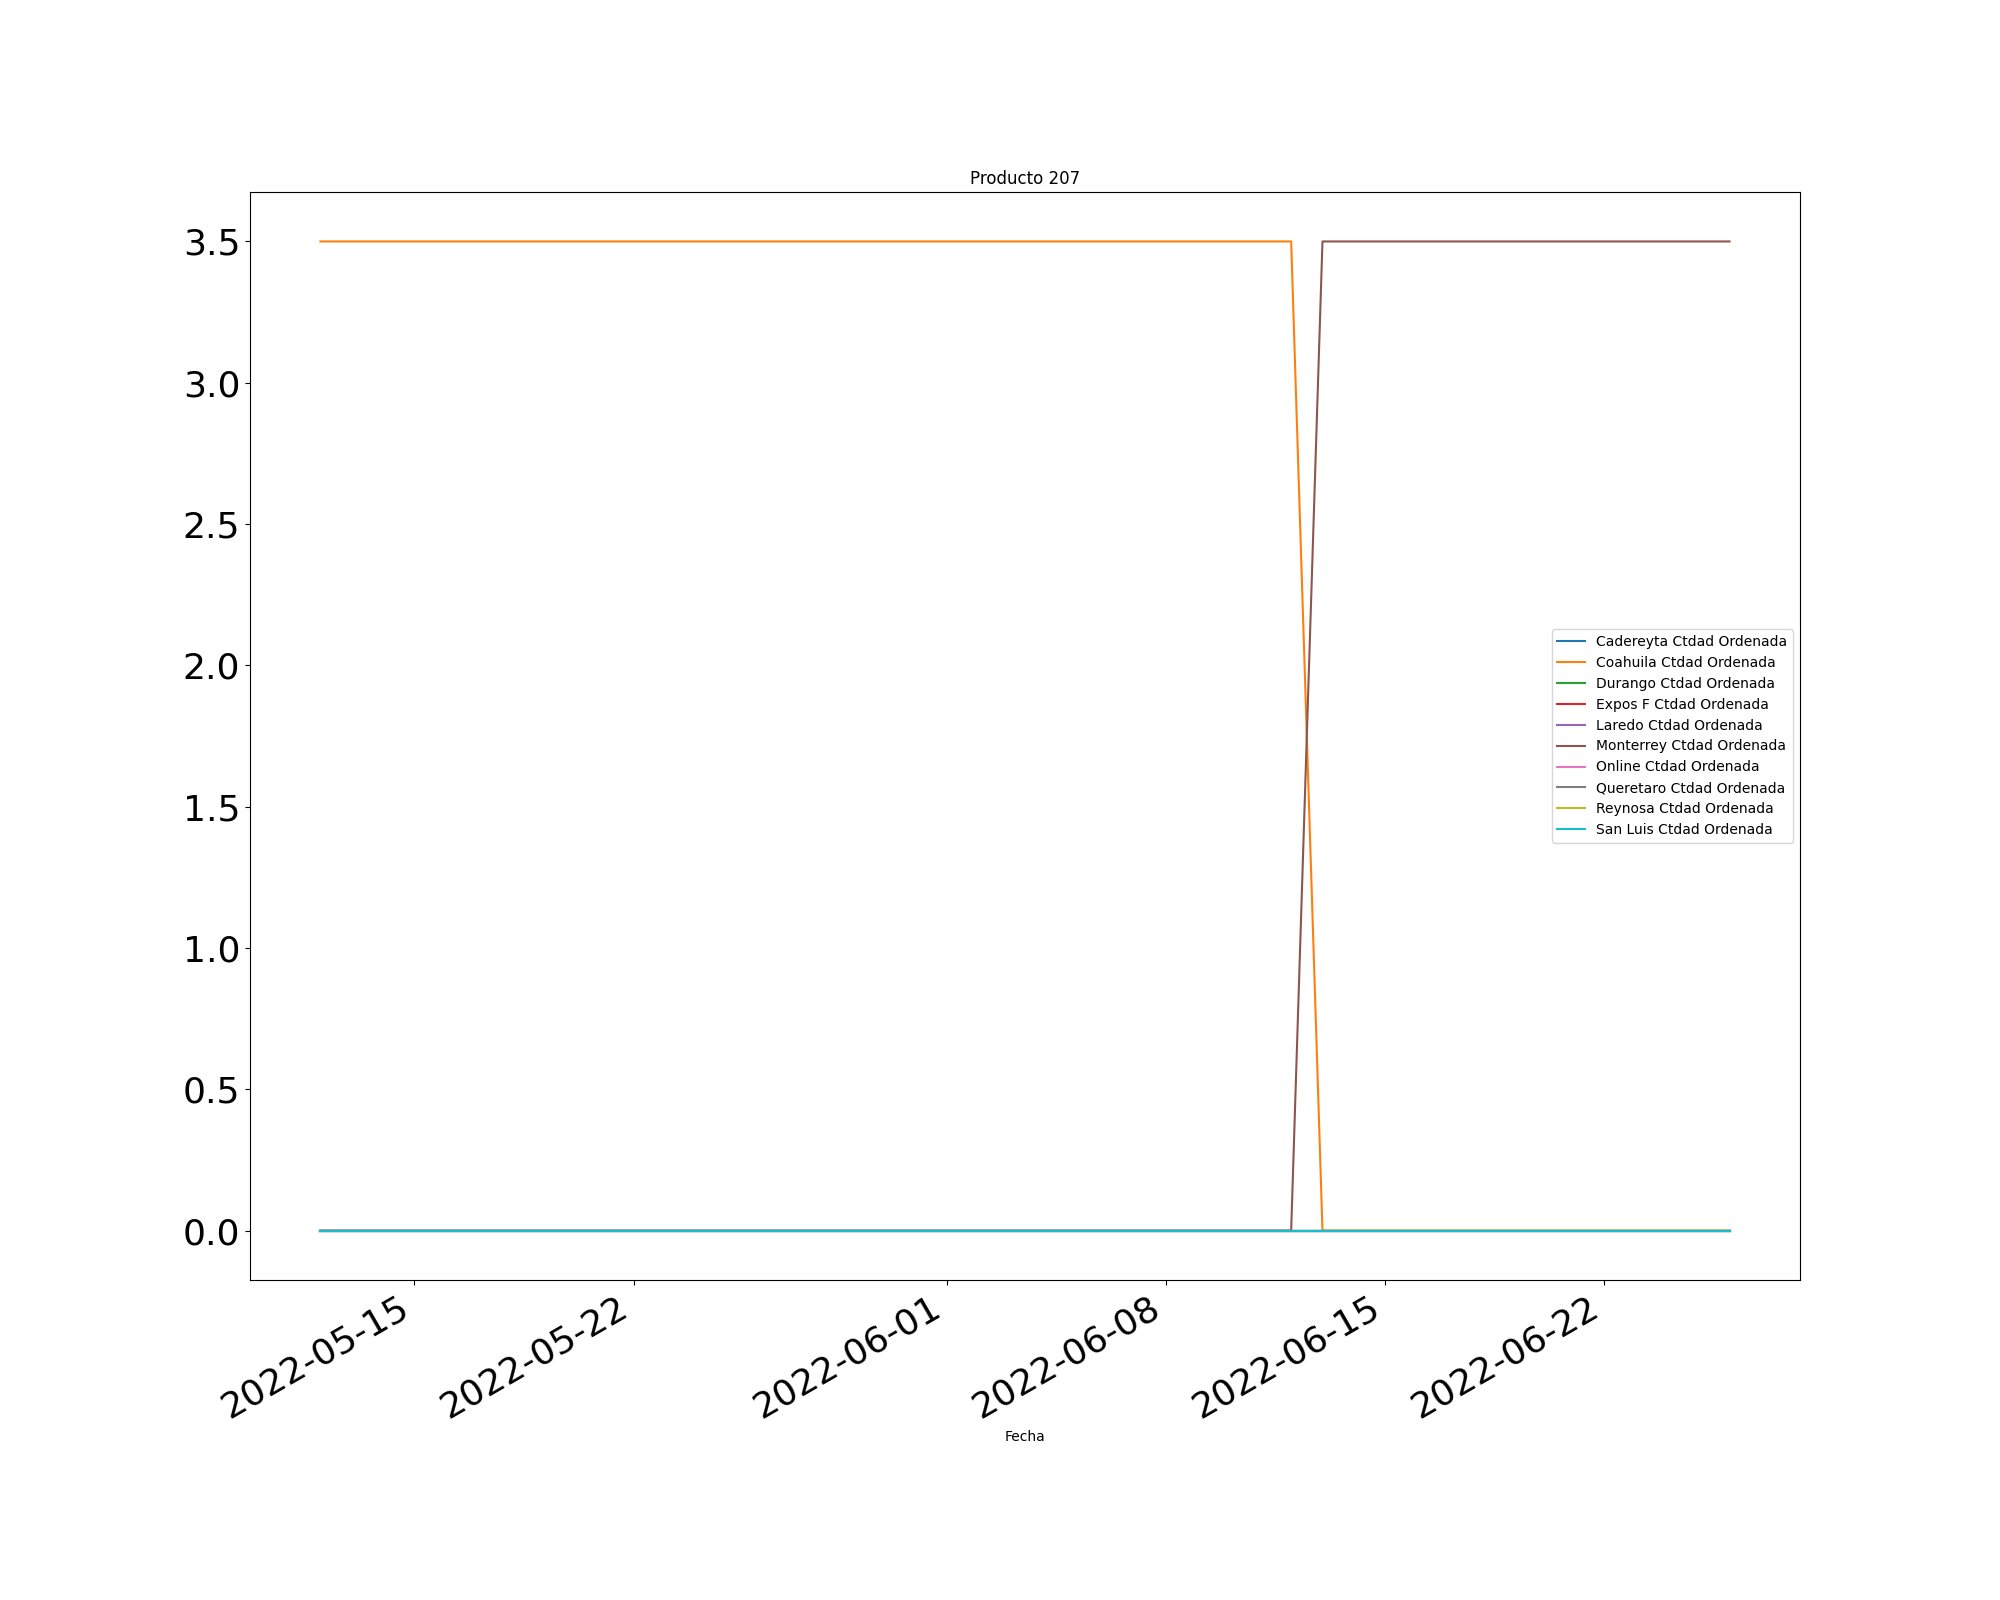 Producto 207
3.5
3.0
2.5
2.0
1.5
1.0
0.5
0.0
Cadereyta Ctdad Ordenada
Coahuila Ctdad Ordenada
Durango Ctdad Ordenada
Expos F Ctdad Ordenada
Laredo Ctdad Ordenada
Monterrey Ctdad Ordenada
Online Ctdad Ordenada
Queretaro Ctdad Ordenada
Reynosa Ctdad Ordenada
San Luis Ctdad Ordenada
2022-05-15
2022-05-22
2022-06-01
2022-06-08
2022-06-15
2022-06-22
Fecha